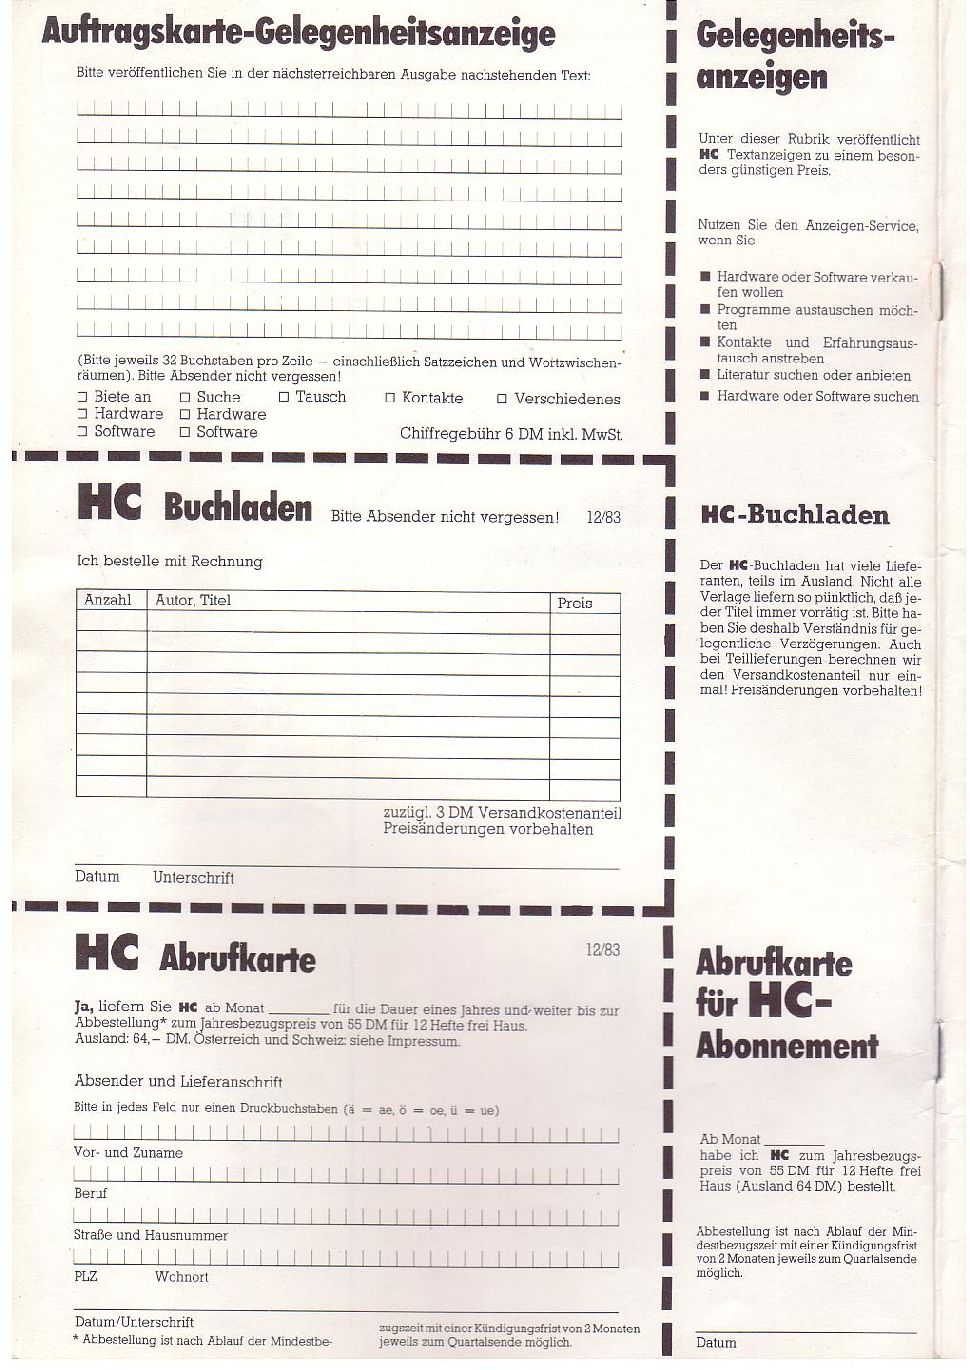 Auftragskarte-Gelegenheitsanzeige
Bitte veröffentlichen Sie in der nächsterreichbaren Ausgabe nachstehenden Text:
(Bitte jeweils 32 Buchstaben pro Zeile – einschließlich Satzzeichen und Wortzwischen-
räumen). Bitte Absender nicht vergessen!
□ Biete an □ Suche □ Tausch □ Kontakte □ Verschiedenes
□ Hardware □ Hardware
□ Software □ Software Chiffregebühr 6 DM inkl. MwSt.
Gelegenheits-
anzeigen
Unter dieser Rubrik veröffentlicht
HC Textanzeigen zu einem beson-
ders günstigen Preis.
Nutzen Sie den Anzeigen-Service,
wenn Sie
■ Hardware oder Software verkau-
fen wollen
■ Programme austauschen möch-
ten
■ Kontakte und Erfahrungsaus-
tausch anstreben
■ Literatur suchen oder anbieten
■ Hardware oder Software suchen
HC Buchladen Bitte Absender nicht vergessen! 12/83
Ich bestelle mit Rechnung
Anzahl Autor, Titel Preis
zuzügl. 3 DM Versandkostenanteil
Preisänderungen vorbehalten
Datum Unterschrift
HC-Buchladen
Der HC-Buchladen hat viele Liefe-
ranten, teils im Ausland. Nicht alle
Verlage liefern so pünktlich, daß je-
der Titel immer vorrätig ist. Bitte ha-
ben Sie deshalb Verständnis für ge-
legentliche Verzögerungen. Auch
bei Teillieferungen berechnen wir
den Versandkostenanteil nur ein-
mal! Preisänderungen vorbehalten!
HC Abrufkarte 12/83
Ja, liefern Sie HC ab Monat ________ für die Dauer eines Jahres und weiter bis zur
Abbestellung* zum Jahresbezugspreis von 55 DM für 12 Hefte frei Haus.
Ausland: 64,– DM. Österreich und Schweiz: siehe Impressum.
Absender und Lieferanschrift
Bitte in jedes Feld nur einen Druckbuchstaben (ä = ae, ö = oe, ü = ue)
Vor- und Zuname
Beruf
Straße und Hausnummer
PLZ Wohnort
Datum/Unterschrift
* Abbestellung ist nach Ablauf der Mindestbe-
zugszeit mit einer Kündigungsfrist von 2 Monaten
jeweils zum Quartalsende möglich.
Abrufkarte
für HC-
Abonnement
Ab Monat ________
habe ich HC zum Jahresbezugs-
preis von 55 DM für 12 Hefte frei
Haus (Ausland 64 DM) bestellt.
Abbestellung ist nach Ablauf der Min-
destbezugszeit mit einer Kündigungsfrist
von 2 Monaten jeweils zum Quartalsende
möglich.
Datum